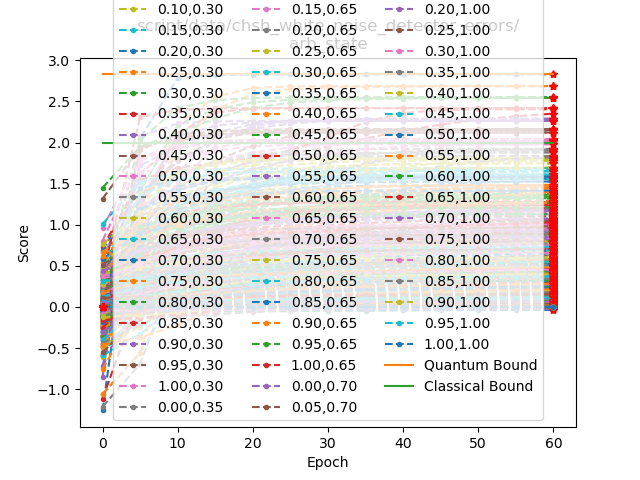 script/data/chsh_white_noise_detector_errors/
arb_state
0.10,0.30 0.15,0.65 0.20,1.00
0.15,0.30 0.20,0.65 0.25,1.00
0.20,0.30 0.25,0.65 0.30,1.00
0.25,0.30 0.30,0.65 0.35,1.00
0.30,0.30 0.35,0.65 0.40,1.00
0.35,0.30 0.40,0.65 0.45,1.00
0.40,0.30 0.45,0.65 0.50,1.00
0.45,0.30 0.50,0.65 0.55,1.00
0.50,0.30 0.55,0.65 0.60,1.00
0.55,0.30 0.60,0.65 0.65,1.00
0.60,0.30 0.65,0.65 0.70,1.00
0.65,0.30 0.70,0.65 0.75,1.00
0.70,0.30 0.75,0.65 0.80,1.00
0.75,0.30 0.80,0.65 0.85,1.00
0.80,0.30 0.85,0.65 0.90,1.00
0.85,0.30 0.90,0.65 0.95,1.00
0.90,0.30 0.95,0.65 1.00,1.00
0.95,0.30 1.00,0.65 Quantum Bound
1.00,0.30 0.00,0.70 Classical Bound
0.00,0.35 0.05,0.70
3.0
2.5
2.0
1.5
1.0
0.5
0.0
−0.5
−1.0
Score
0 10 20 30 40 50 60
Epoch